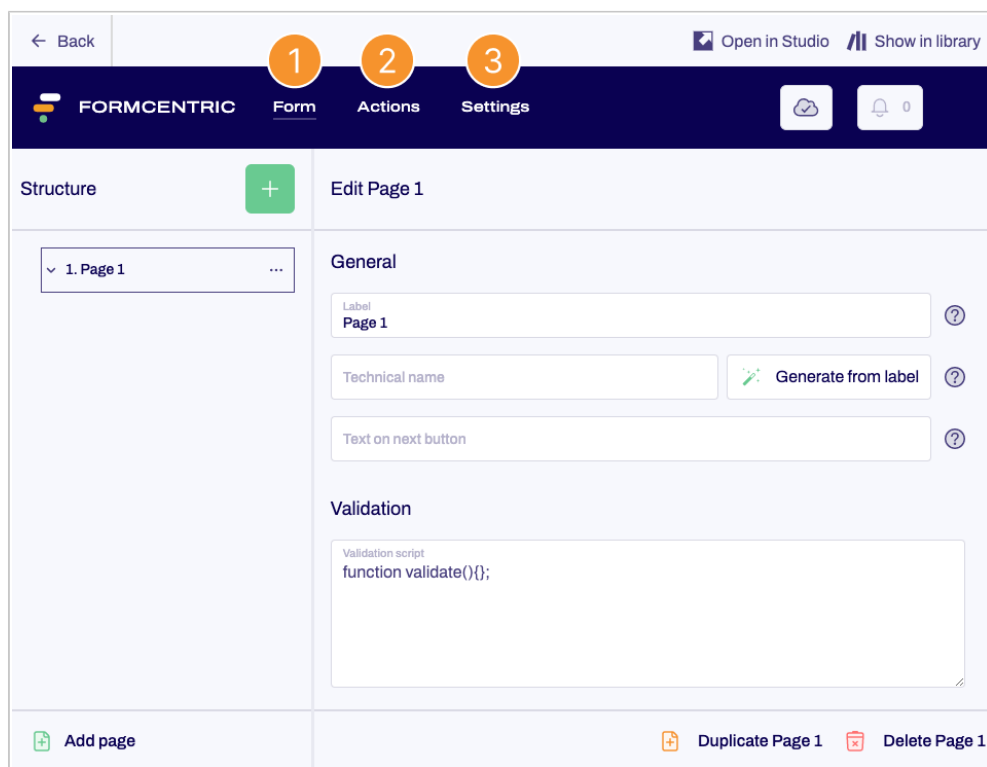 Back
Open in Studio
Show in library
1
2
3
FORMCENTRIC
Form
Actions
Settings
0
Structure
+
Edit Page 1
1. Page 1
...
General
Label
Page 1
?
Technical name
Generate from label
?
Text on next button
?
Validation
Validation script
function validate(){};
Add page
Duplicate Page 1
Delete Page 1